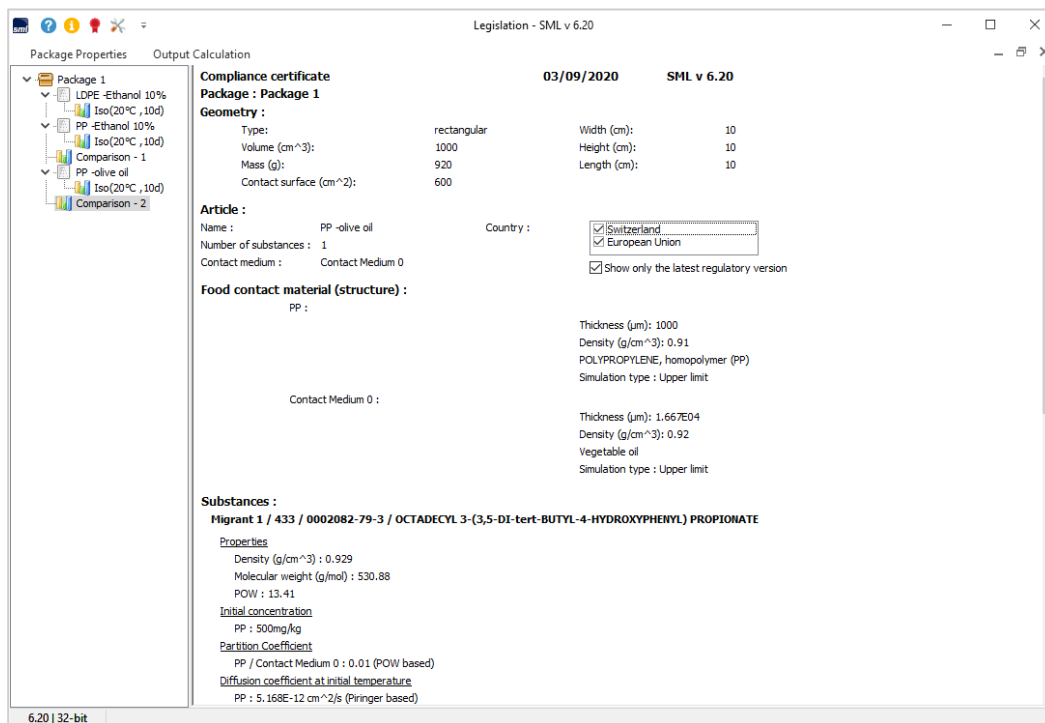 sml
Legislation - SML v 6.20
Package Properties Output Calculation
Package 1
LDPE -Ethanol 10%
Iso(20°C ,10d)
PP -Ethanol 10%
Iso(20°C ,10d)
Comparison - 1
PP -olive oil
Iso(20°C ,10d)
Comparison - 2
Compliance certificate 03/09/2020 SML v 6.20
Package : Package 1
Geometry :
Type: rectangular Width (cm): 10
Volume (cm^3): 1000 Height (cm): 10
Mass (g): 920 Length (cm): 10
Contact surface (cm^2): 600
Article :
Name : PP -olive oil Country : Switzerland
Number of substances : 1 European Union
Contact medium : Contact Medium 0 Show only the latest regulatory version
Food contact material (structure) :
PP :
Thickness (µm): 1000
Density (g/cm^3): 0.91
POLYPROPYLENE, homopolymer (PP)
Simulation type : Upper limit
Contact Medium 0 :
Thickness (µm): 1.667E04
Density (g/cm^3): 0.92
Vegetable oil
Simulation type : Upper limit
Substances :
Migrant 1 / 433 / 0002082-79-3 / OCTADECYL 3-(3,5-DI-tert-BUTYL-4-HYDROXYPHENYL) PROPIONATE
Properties
Density (g/cm^3) : 0.929
Molecular weight (g/mol) : 530.88
POW : 13.41
Initial concentration
PP : 500mg/kg
Partition Coefficient
PP / Contact Medium 0 : 0.01 (POW based)
Diffusion coefficient at initial temperature
PP : 5.168E-12 cm^2/s (Piringer based)
6.20 | 32-bit